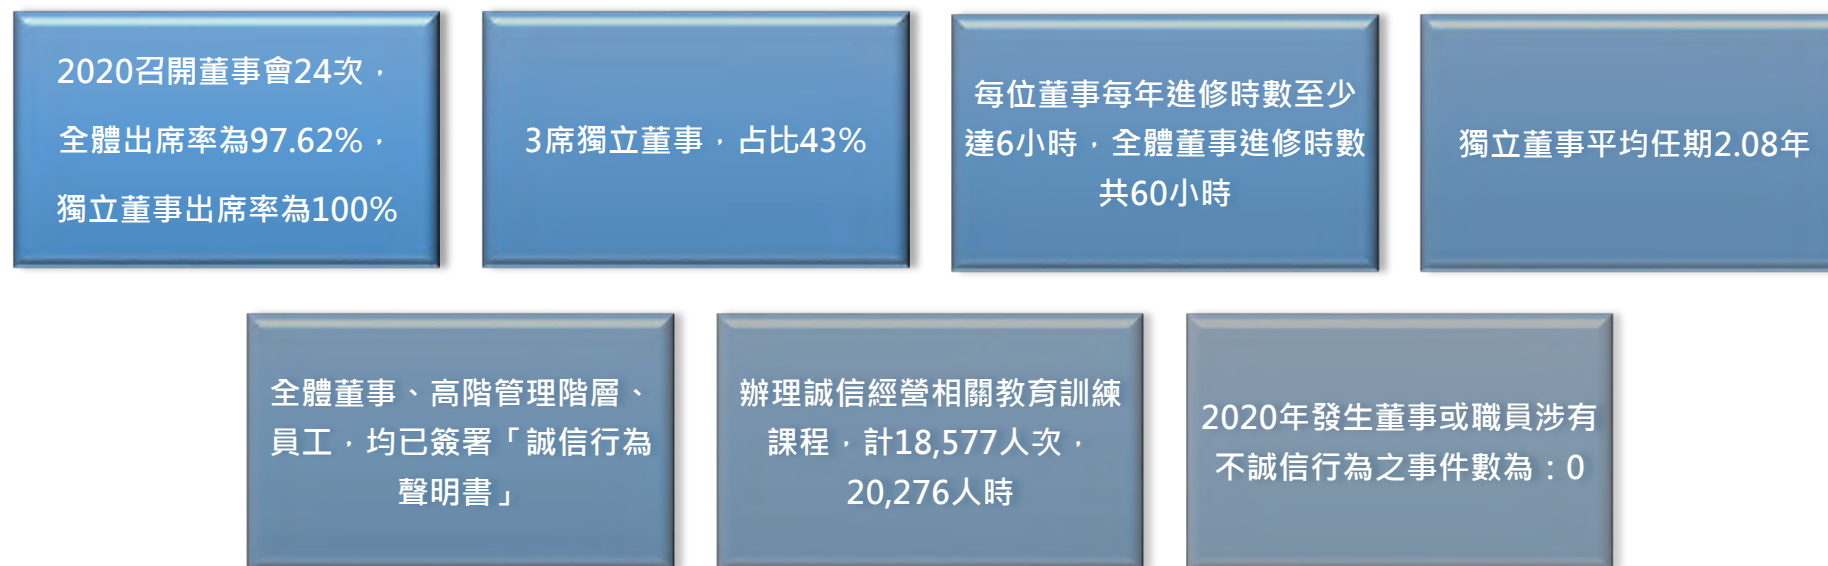 2020召開董事會24次，
全體出席率為97.62%，
獨立董事出席率為100%
3席獨立董事，占比43%
每位董事每年進修時數至少
達6小時，全體董事進修時數
共60小時
獨立董事平均任期2.08年
全體董事、高階管理階層、
員工，均已簽署「誠信行為
聲明書」
辦理誠信經營相關教育訓練
課程，計18,577人次，
20,276人時
2020年發生董事或職員涉有
不誠信行為之事件數為：0